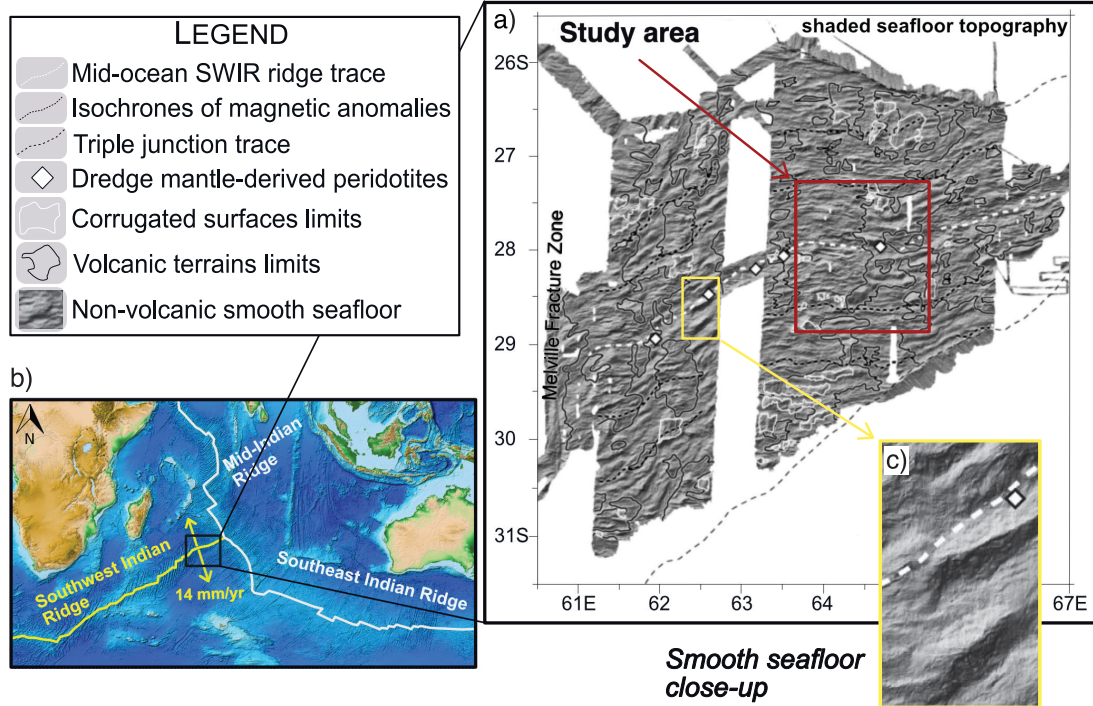 LEGEND
Mid-ocean SWIR ridge trace
Isochrones of magnetic anomalies
Triple junction trace
Dredge mantle-derived peridotites
Corrugated surfaces limits
Volcanic terrains limits
Non-volcanic smooth seafloor
a)
Study area
shaded seafloor topography
26S
27
28
29
30
31S
Melville Fracture Zone
61E
62
63
64
67E
b)
N
Mid-Indian
Ridge
Southwest Indian
Ridge
14 mm/yr
Southeast Indian Ridge
c)
Smooth seafloor
close-up